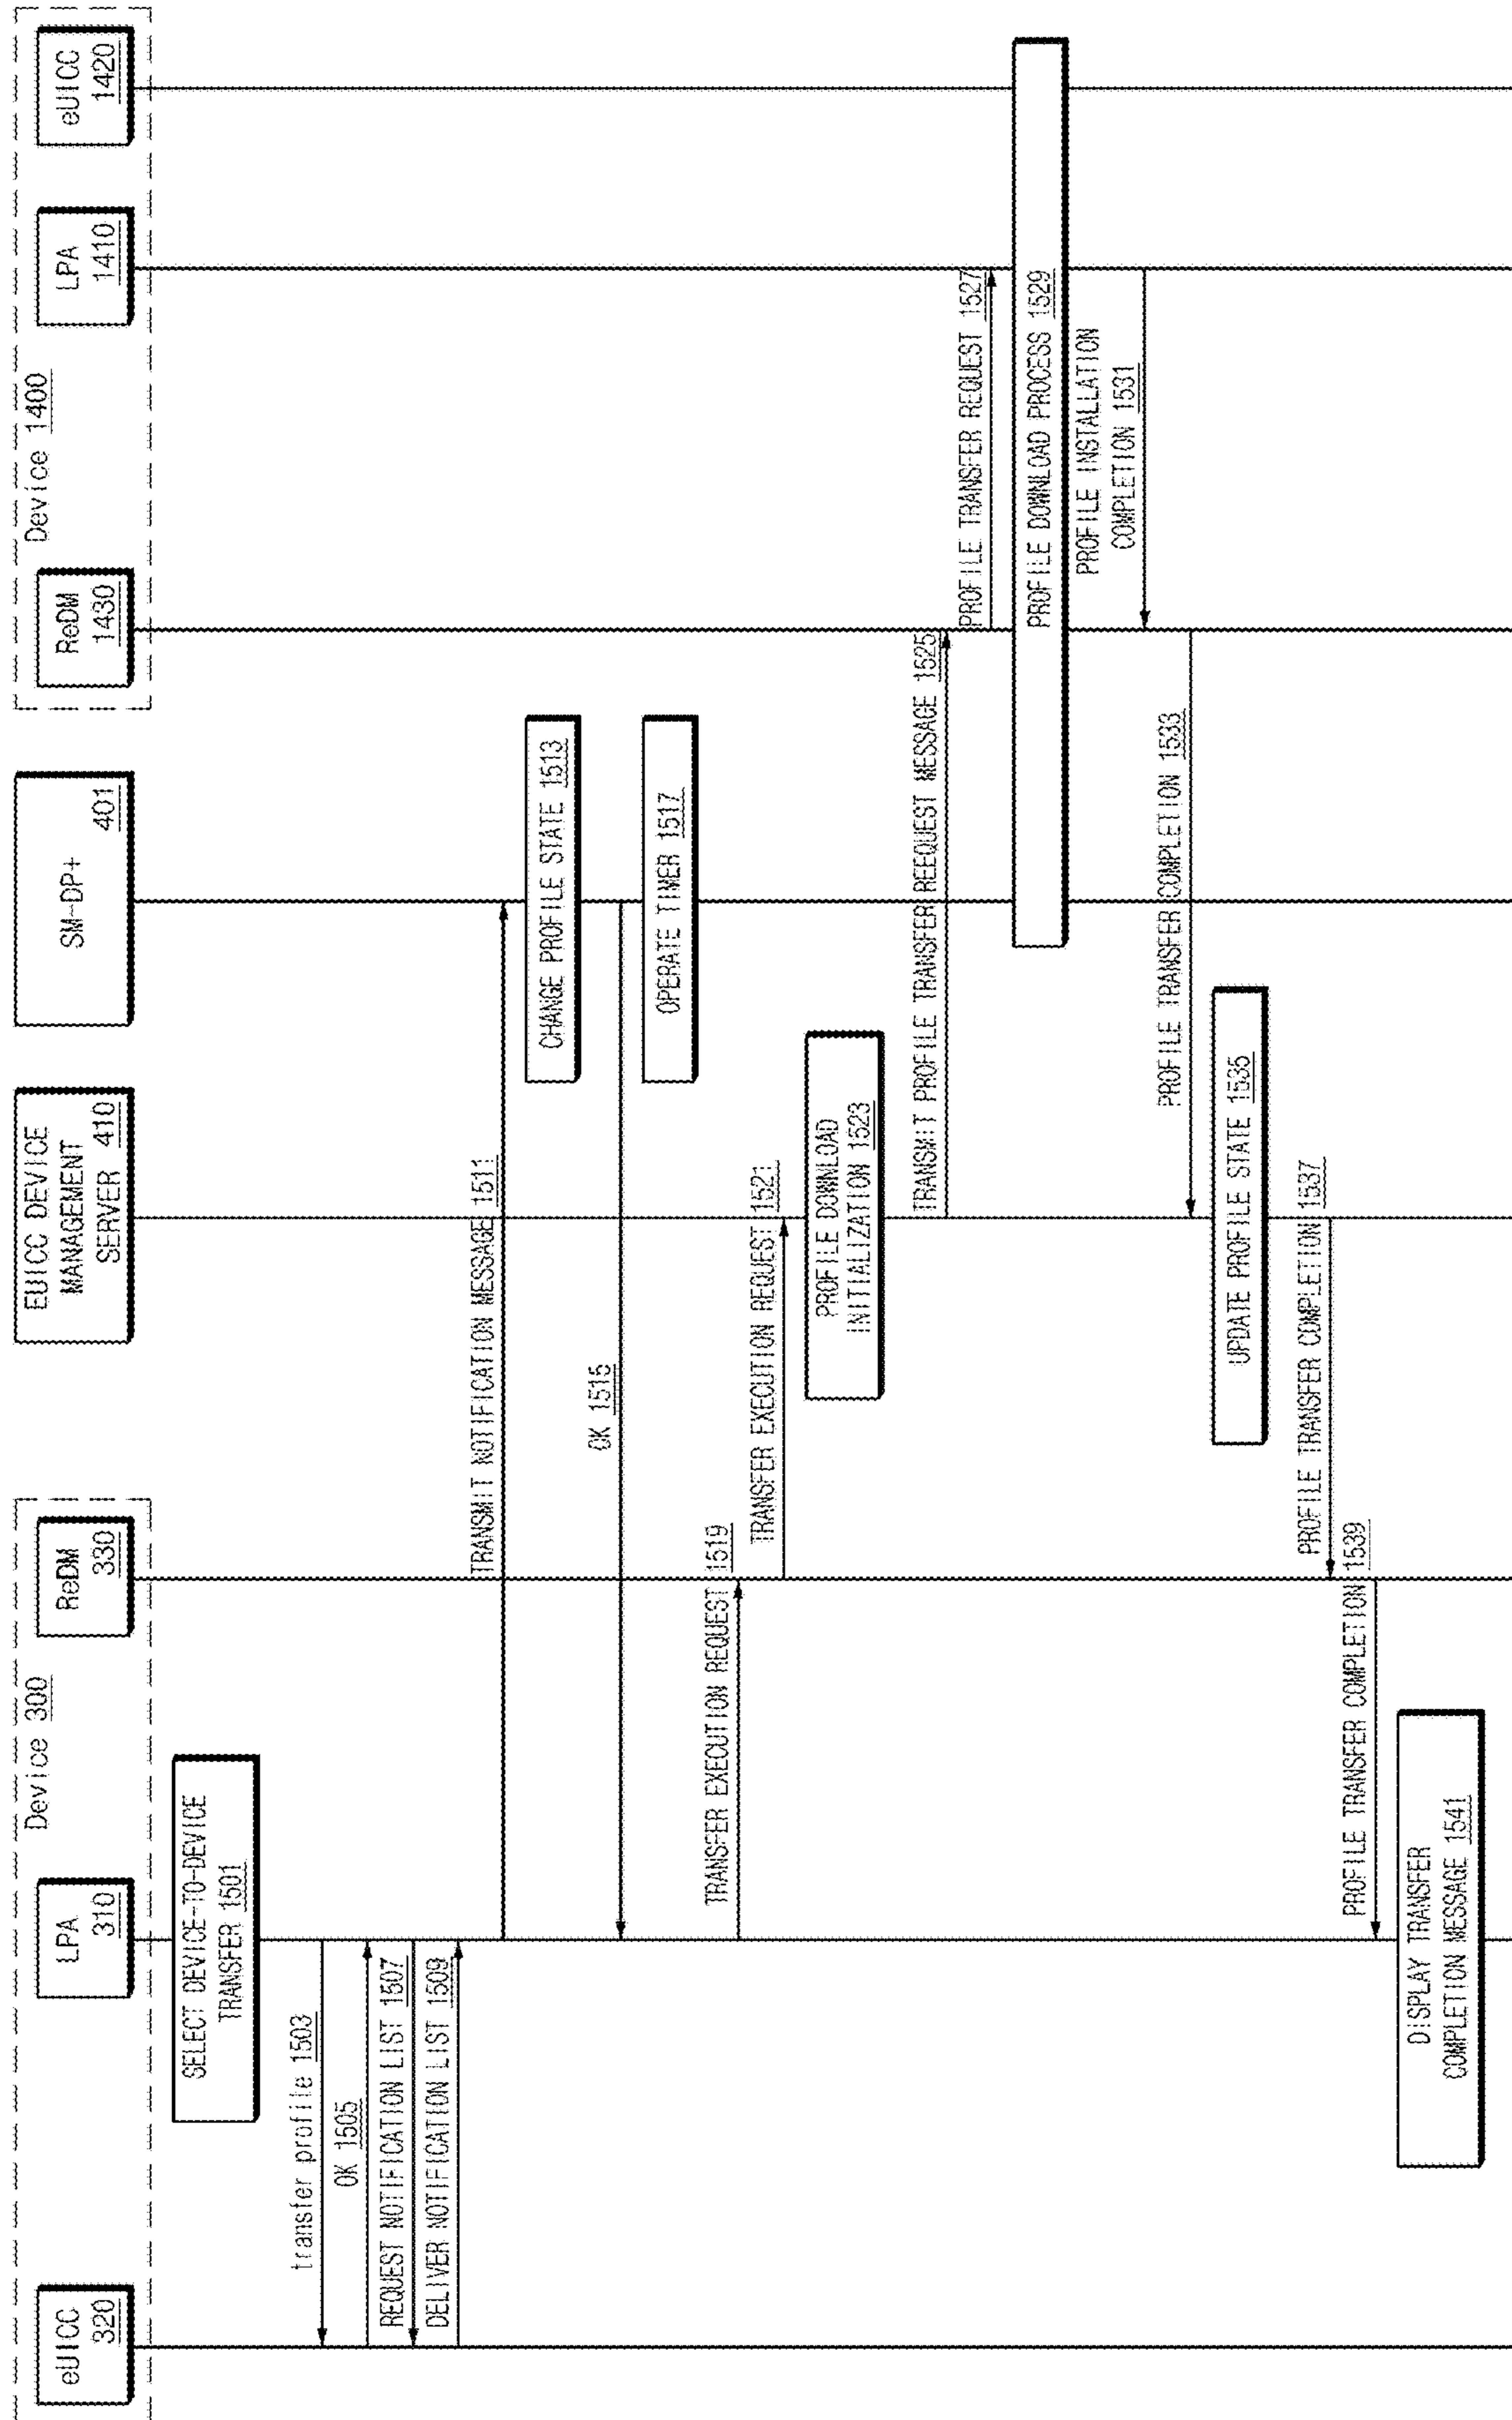 Device 300
eUICC
320
LPA
310
ReDM
330
EUICC DEVICE
MANAGEMENT
SERVER 410
SM-DP+
401
Device 1400
ReDM
1430
LPA
1410
eUICC
1420
SELECT DEVICE-TO-DEVICE
TRANSFER 1501
transfer profile 1503
OK 1505
REQUEST NOTIFICATION LIST 1507
DELIVER NOTIFICATION LIST 1509
TRANSMIT NOTIFICATION MESSAGE 1511
CHANGE PROFILE STATE 1513
OK 1515
OPERATE TIMER 1517
TRANSFER EXECUTION REQUEST 1519
TRANSFER EXECUTION REQUEST 1521
PROFILE DOWNLOAD
INITIALIZATION 1523
TRANSMIT PROFILE TRANSFER REEQUEST MESSAGE 1525
PROFILE TRANSFER REQUEST 1527
PROFILE DOWNLOAD PROCESS 1529
PROFILE INSTALLATION
COMPLETION 1531
PROFILE TRANSFER COMPLETION 1533
UPDATE PROFILE STATE 1535
PROFILE TRANSFER COMPLETION 1537
PROFILE TRANSFER COMPLETION 1539
DISPLAY TRANSFER
COMPLETION MESSAGE 1541